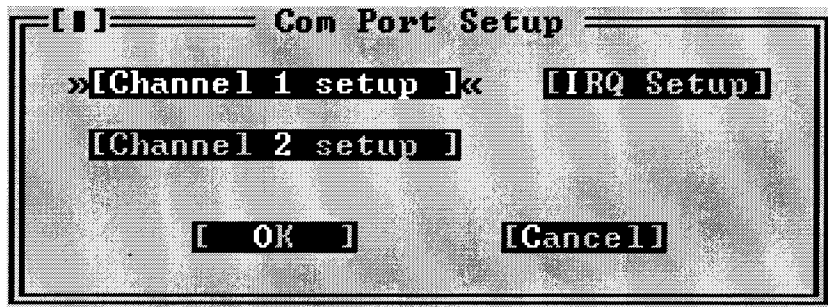 [▮] Com Port Setup
»[Channel 1 setup ]« [IRQ Setup]
[Channel 2 setup ]
[ OK ] [Cancel]